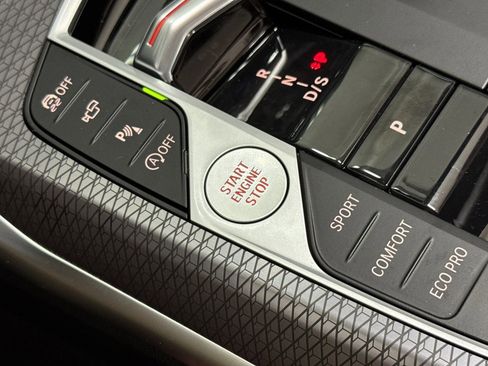 OFF
P
OFF
A
START
ENGINE
STOP
R
N
D/S
P
SPORT
COMFORT
ECO PRO